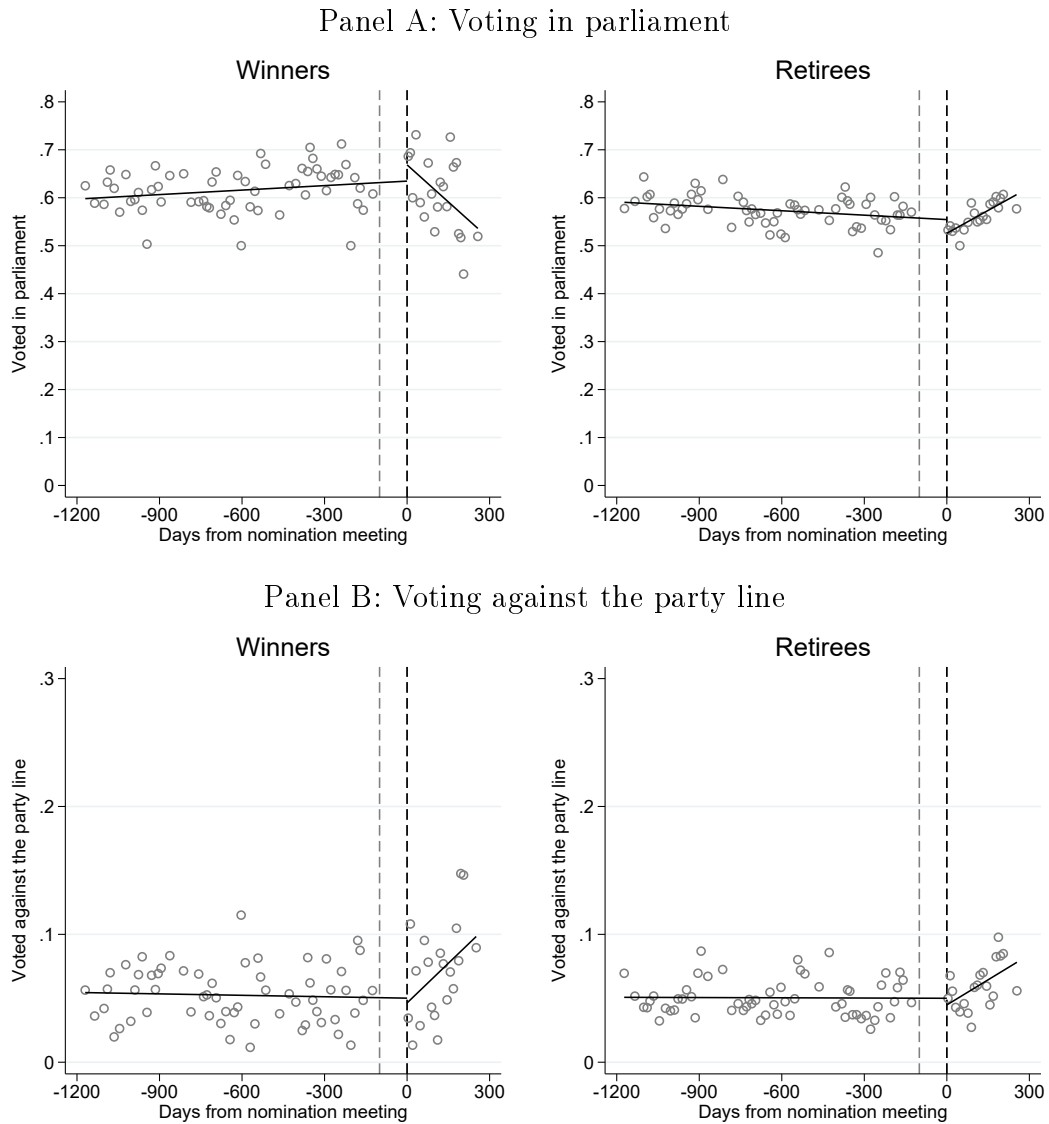 Panel A: Voting in parliament
Winners
Voted in parliament
.8
.7
.6
.5
.4
.3
.2
.1
0
-1200 -900 -600 -300 0 300
Days from nomination meeting
Retirees
Voted in parliament
.8
.7
.6
.5
.4
.3
.2
.1
0
-1200 -900 -600 -300 0 300
Days from nomination meeting
Panel B: Voting against the party line
Winners
Voted against the party line
.3
.2
.1
0
-1200 -900 -600 -300 0 300
Days from nomination meeting
Retirees
Voted against the party line
.3
.2
.1
0
-1200 -900 -600 -300 0 300
Days from nomination meeting